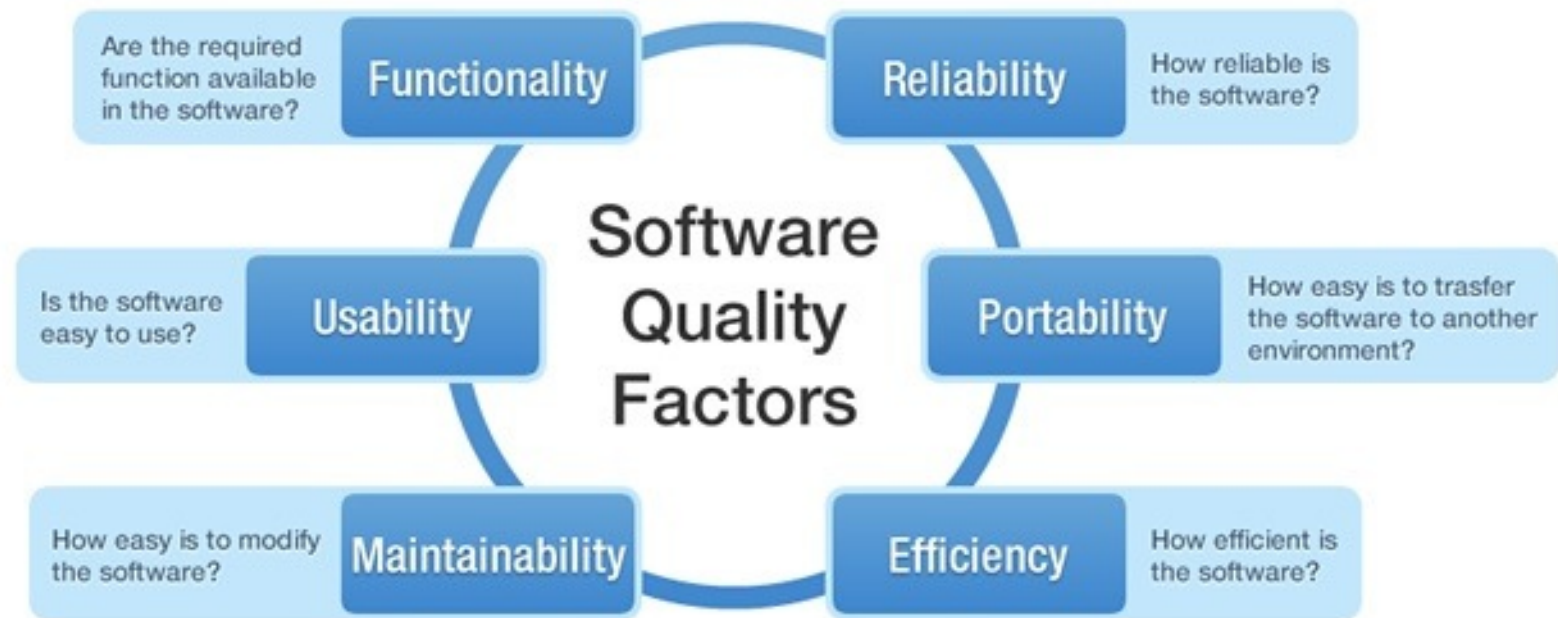 Are the required
function available
in the software?
Functionality
Reliability
How reliable is
the software?
Software
Quality
Factors
Is the software
easy to use?
Usability
Portability
How easy is to trasfer
the software to another
environment?
How easy is to modify
the software?
Maintainability
Efficiency
How efficient is
the software?